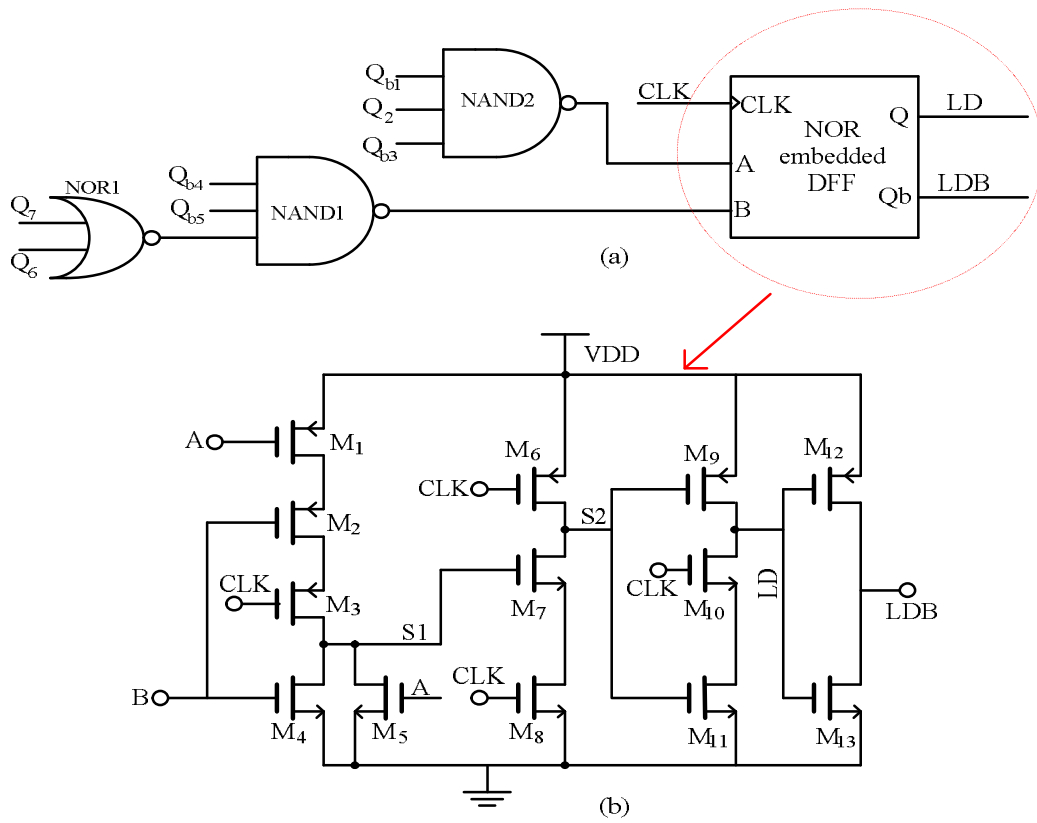 Qb1
Q2
Qb3
NAND2
CLK
CLK
NOR
embedded
DFF
A
B
Q
Qb
LD
LDB
Qb4
Qb5
NAND1
NOR1
Q7
Q6
(a)
VDD
A
M1
M2
CLK
M3
S1
B
M4
A
M5
M6
CLK
S2
M7
CLK
M8
M9
CLK
M10
LD
M11
M12
LDB
M13
(b)